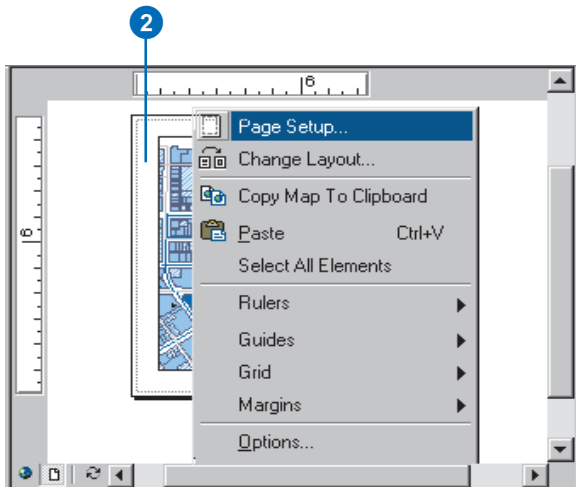 2
6
Page Setup...
Change Layout...
Copy Map To Clipboard
Paste Ctrl+V
6
Select All Elements
Rulers
Guides
Grid
Margins
Options...